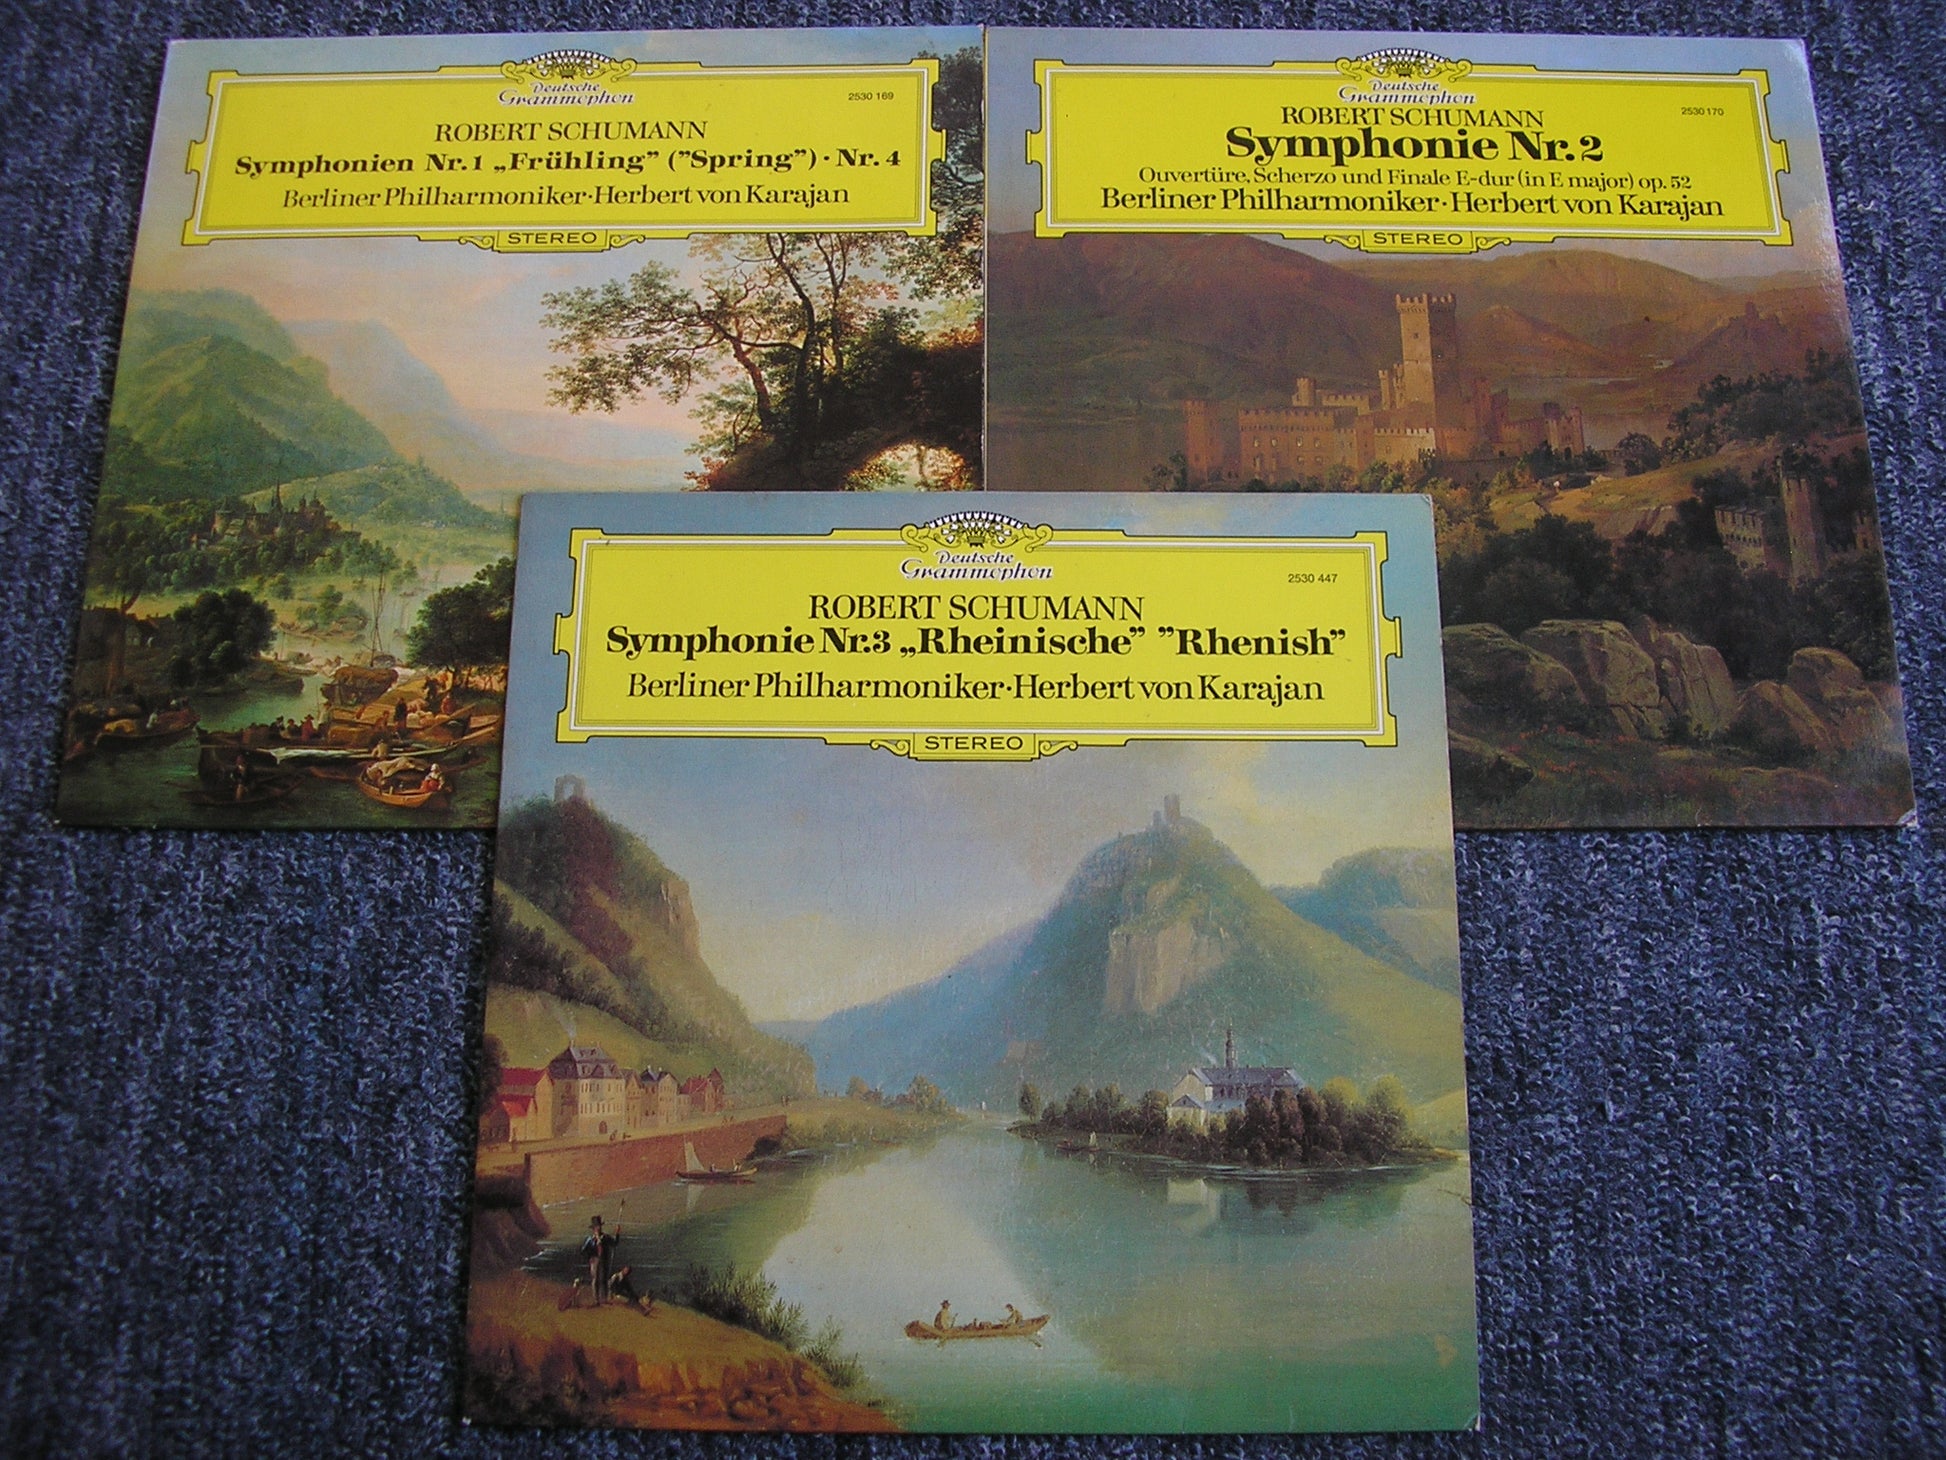 Deutsche
Grammophon
2530 169
ROBERT SCHUMANN
Symphonien Nr. 1 „Frühling” (”Spring”) · Nr. 4
Berliner Philharmoniker · Herbert von Karajan
STEREO
Deutsche
Grammophon
2530 170
ROBERT SCHUMANN
Symphonie Nr. 2
Ouvertüre, Scherzo und Finale E-dur (in E major) op. 52
Berliner Philharmoniker · Herbert von Karajan
STEREO
Deutsche
Grammophon
2530 447
ROBERT SCHUMANN
Symphonie Nr. 3 „Rheinische” ”Rhenish”
Berliner Philharmoniker · Herbert von Karajan
STEREO